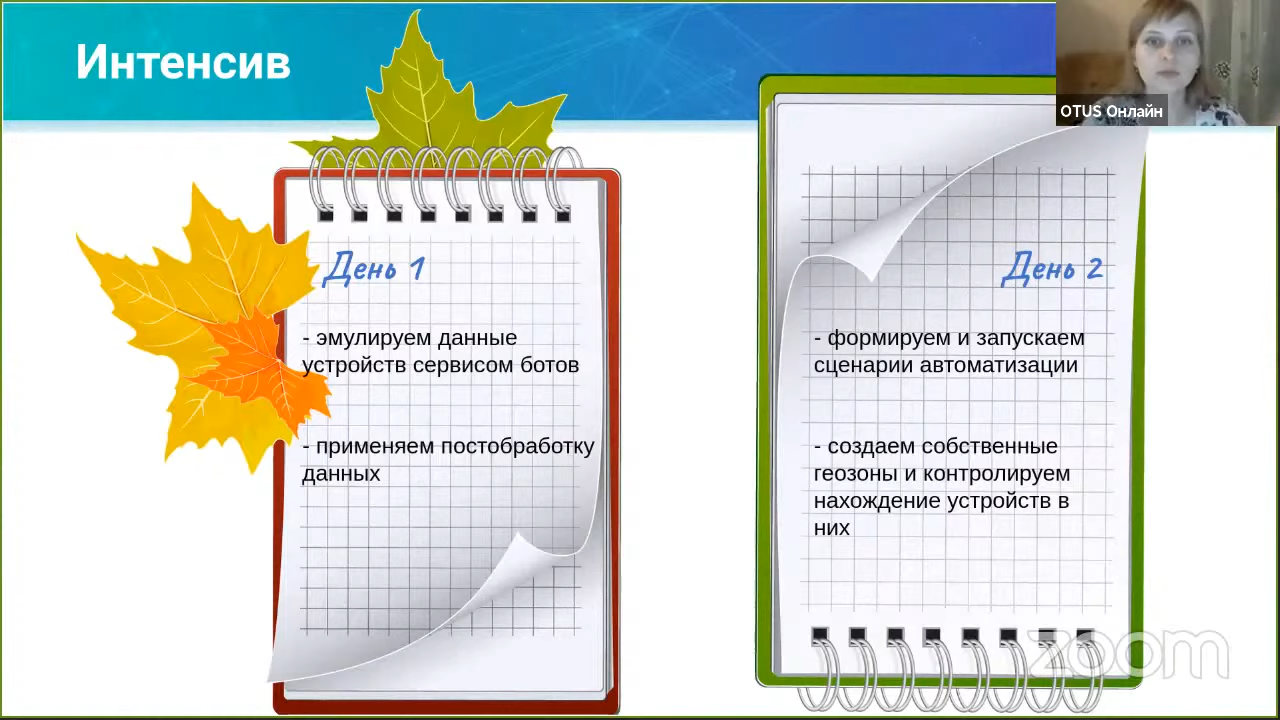 Интенсив
OTUS Онлайн
День 1
- эмулируем данные
устройств сервисом ботов
- применяем постобработку
данных
День 2
- формируем и запускаем
сценарии автоматизации
- создаем собственные
геозоны и контролируем
нахождение устройств в
них
zoom